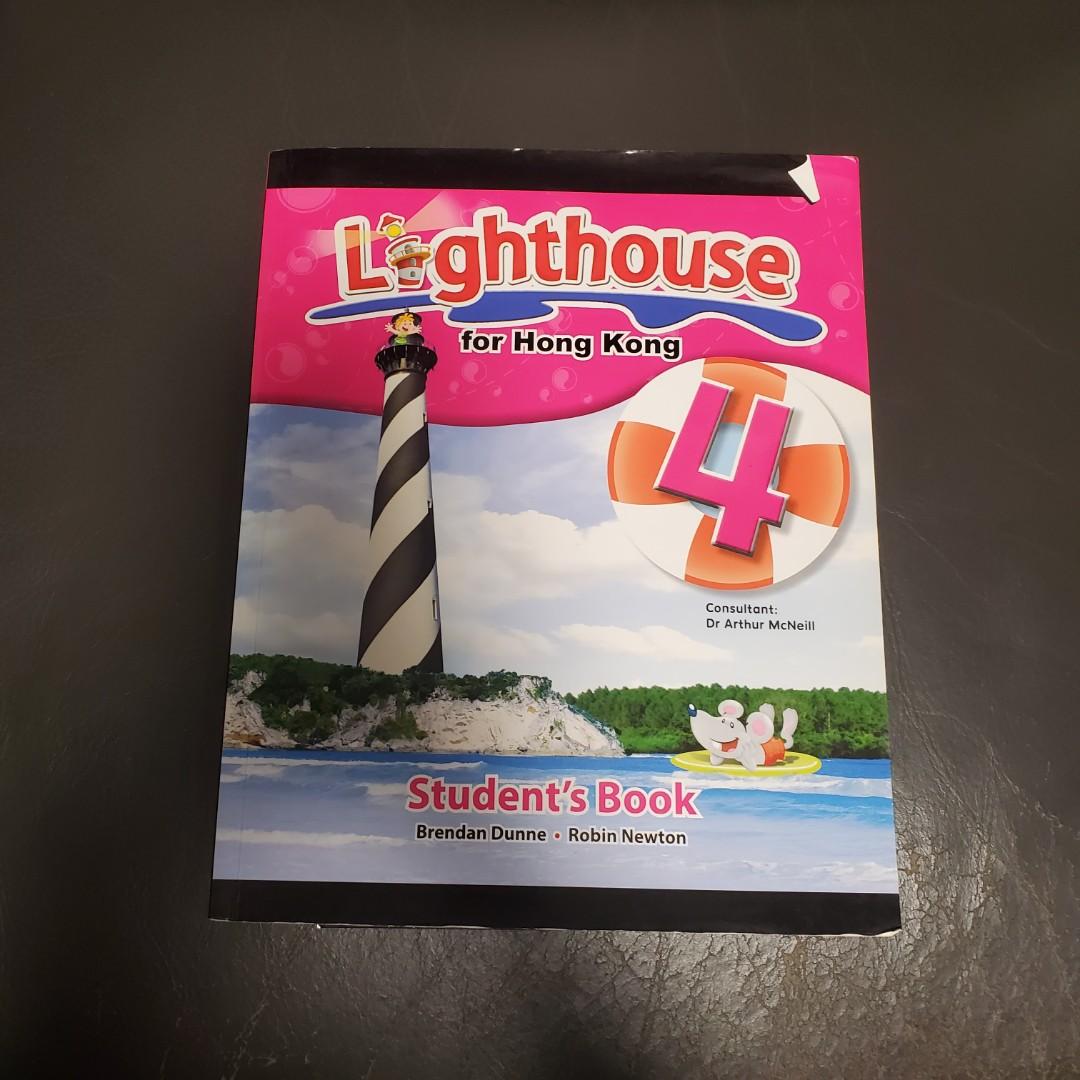 Lighthouse
for Hong Kong
4
Consultant:
Dr Arthur McNeill
Student's Book
Brendan Dunne • Robin Newton